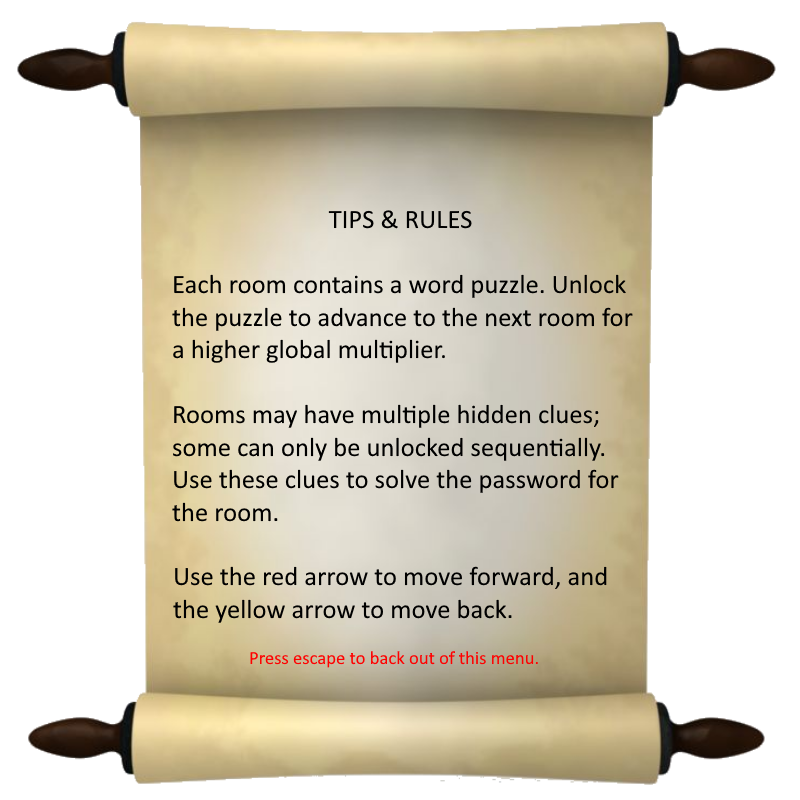 TIPS & RULES
Each room contains a word puzzle. Unlock
the puzzle to advance to the next room for
a higher global multiplier.
Rooms may have multiple hidden clues;
some can only be unlocked sequentially.
Use these clues to solve the password for
the room.
Use the red arrow to move forward, and
the yellow arrow to move back.
Press escape to back out of this menu.